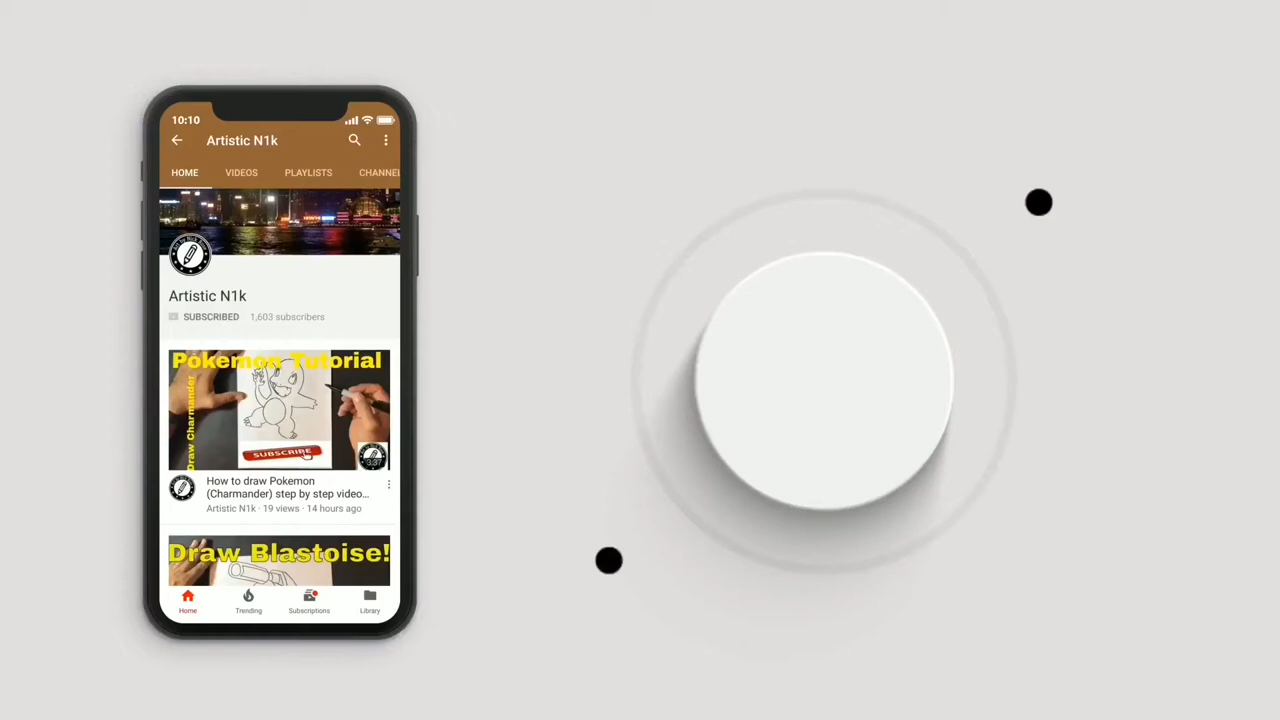 10:10
Artistic N1k
HOME VIDEOS PLAYLISTS CHANNEL
Artistic N1k
SUBSCRIBED 1,603 subscribers
Pokemon Tutorial
Draw Charmander
SUBSCRIBE
3:37
How to draw Pokemon
(Charmander) step by step video...
Artistic N1k · 19 views · 14 hours ago
Draw Blastoise!
Home Trending Subscriptions Library